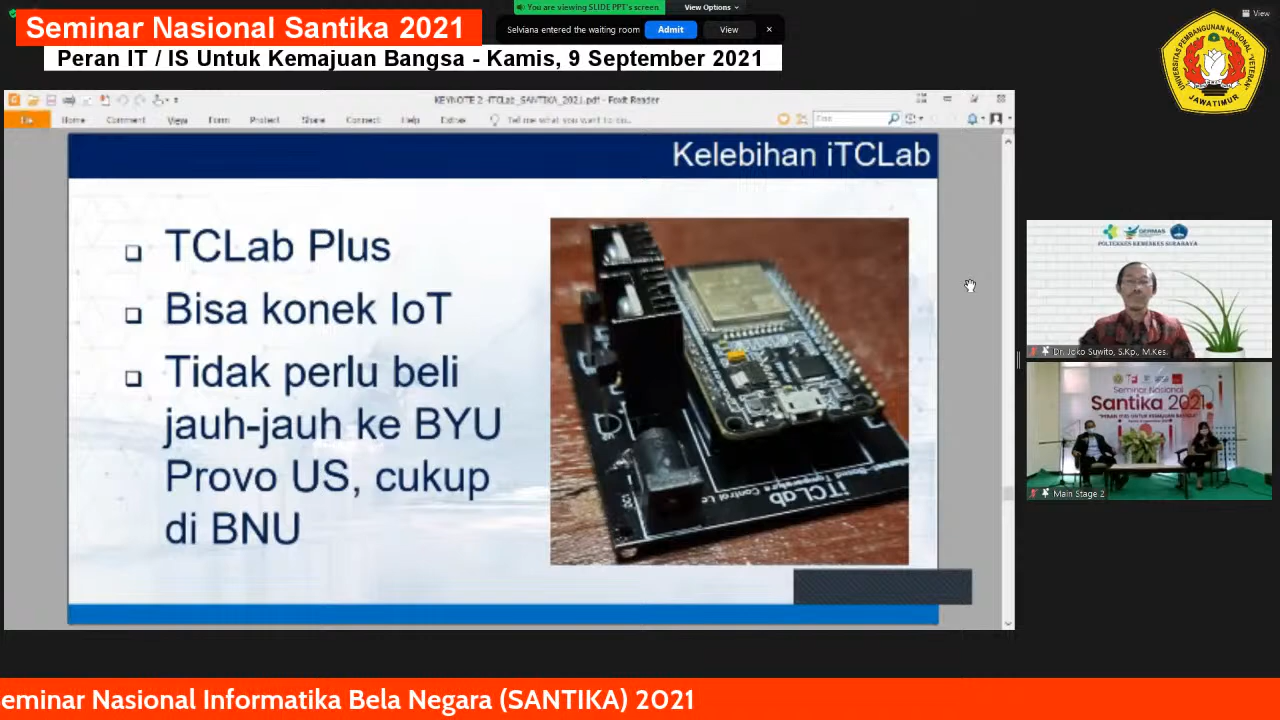 You are viewing SLIDE PPT's screen
View Options
View
Seminar Nasional Santika 2021
Selviana entered the waiting room
Admit
View
Peran IT / IS Untuk Kemajuan Bangsa - Kamis, 9 September 2021
UNIVERSITAS PEMBANGUNAN NASIONAL "VETERAN"
JAWA TIMUR
KEYNOTE 2 -iTCLab_SANTIKA_2021.pdf - Foxit Reader
File Home Comment View Form Protect Share Connect Help Extras Tell me what you want to do..
Find
Kelebihan iTCLab
TCLab Plus
Bisa konek IoT
Tidak perlu beli
jauh-jauh ke BYU
Provo US, cukup
di BNU
iTCLab
GERMAS
POLTEKKES KEMENKES SURABAYA
Dr. Joko Suwito, S.Kp., M.Kes.
Seminar Nasional
Santika 2021
Main Stage 2
eminar Nasional Informatika Bela Negara (SANTIKA) 2021